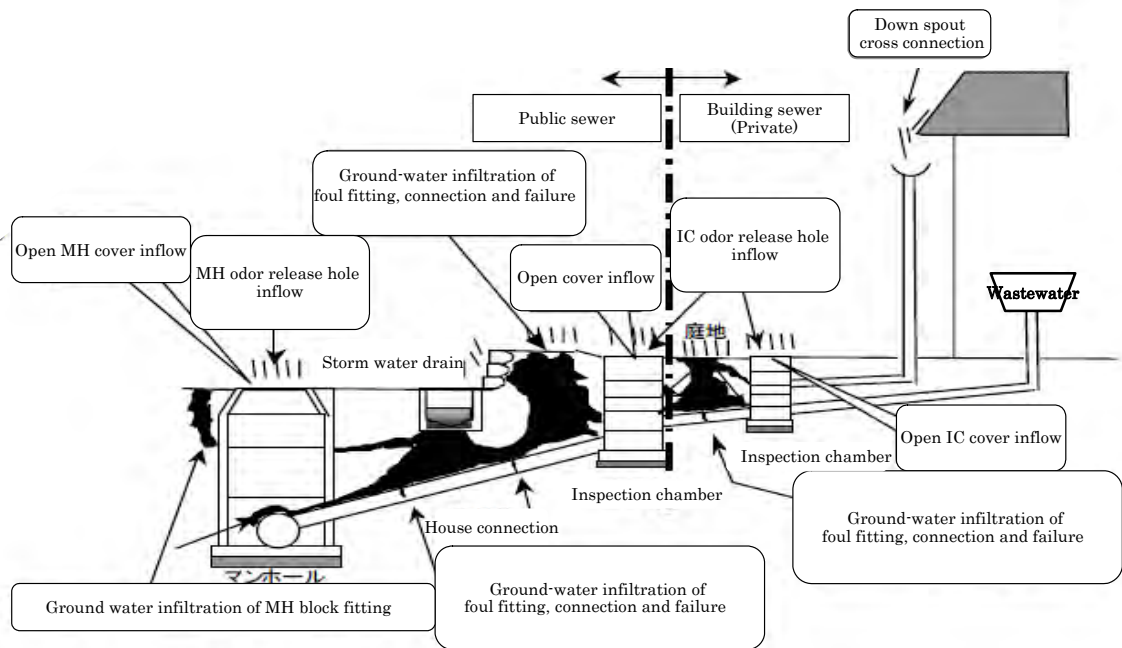 Down spout
cross connection
Public sewer
Building sewer
(Private)
Ground-water infiltration of
foul fitting, connection and failure
Open MH cover inflow
MH odor release hole
inflow
Open cover inflow
IC odor release hole
inflow
Wastewater
庭地
Storm water drain
Open IC cover inflow
Inspection chamber
Inspection chamber
House connection
Ground-water infiltration of
foul fitting, connection and failure
マンホール
Ground water infiltration of MH block fitting
Ground-water infiltration of
foul fitting, connection and failure